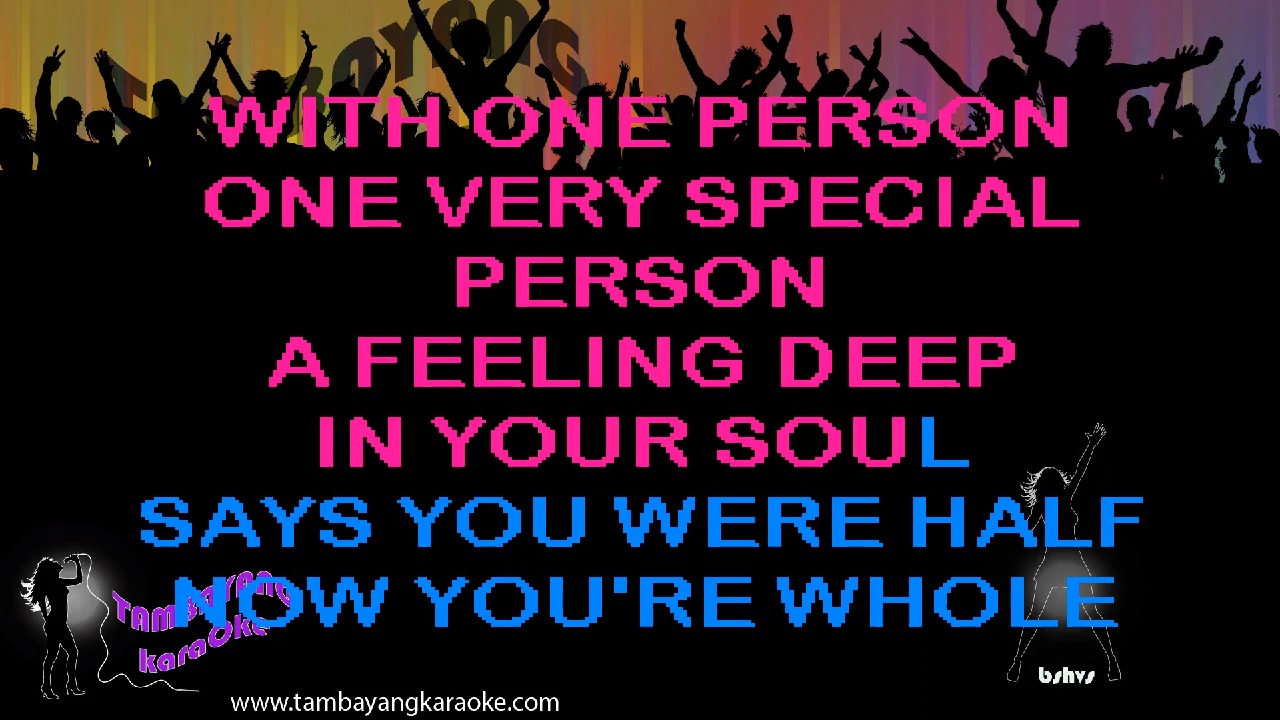 Tambayang
WITH ONE PERSON
ONE VERY SPECIAL
PERSON
A FEELING DEEP
IN YOUR SOUL
SAYS YOU WERE HALF
NOW YOU'RE WHOLE
Tambayang
karaoke
bshvs
www.tambayangkaraoke.com